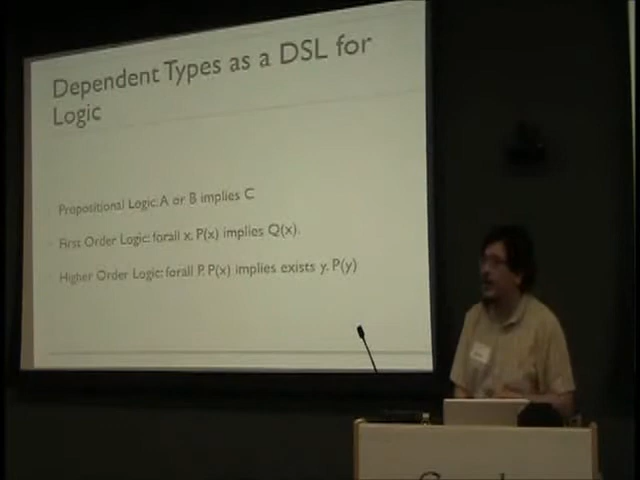 Dependent Types as a DSL for
Logic
Propositional Logic: A or B implies C
First Order Logic: forall x. P(x) implies Q(x).
Higher Order Logic: forall P. P(x) implies exists y. P(y)